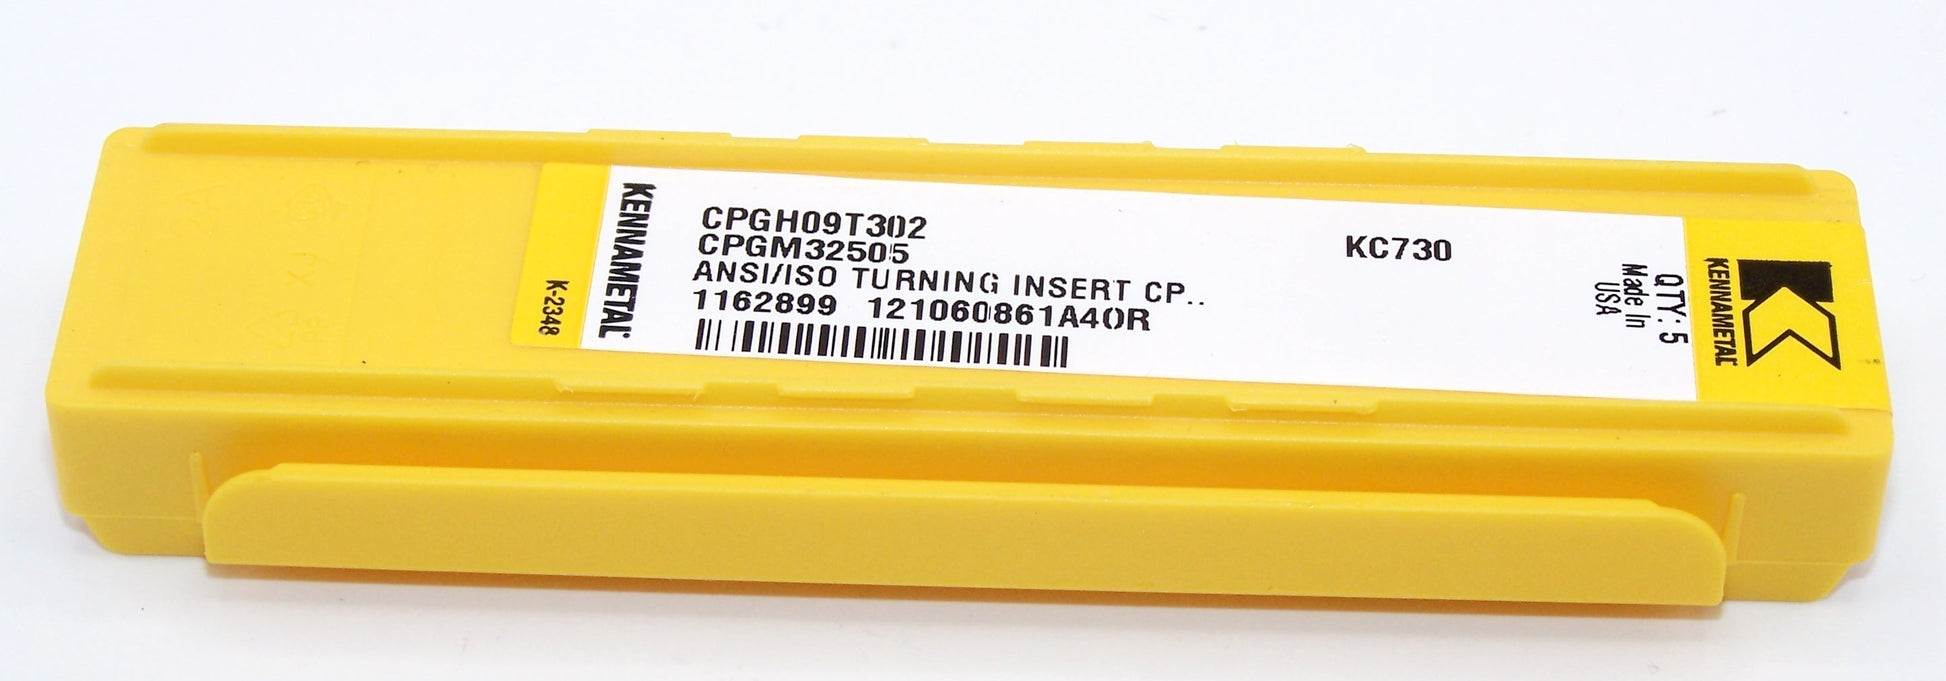 CPGH09T302
CPGM32505
ANSI/ISO TURNING INSERT CP..
1162899 121060861A40R
KC730
KENNAMETAL
K-2348
QTY: 5
Made In
USA
KENNAMETAL